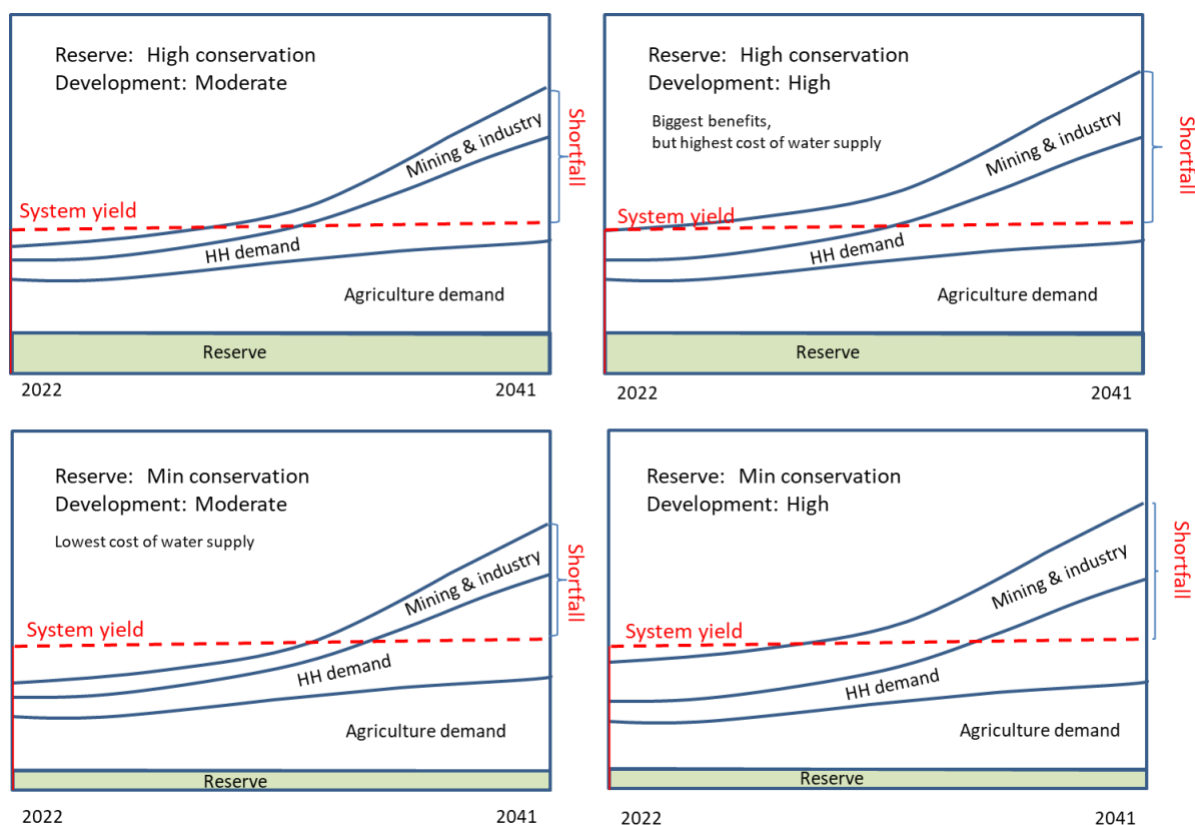 Reserve: High conservation
Development: Moderate
System yield
Mining & industry
HH demand
Agriculture demand
Reserve
Shortfall
2022
2041
Reserve: High conservation
Development: High
Biggest benefits,
but highest cost of water supply
System yield
Mining & industry
HH demand
Agriculture demand
Reserve
Shortfall
2022
2041
Reserve: Min conservation
Development: Moderate
Lowest cost of water supply
System yield
Mining & industry
HH demand
Agriculture demand
Reserve
Shortfall
2022
2041
Reserve: Min conservation
Development: High
System yield
Mining & industry
HH demand
Agriculture demand
Reserve
Shortfall
2022
2041